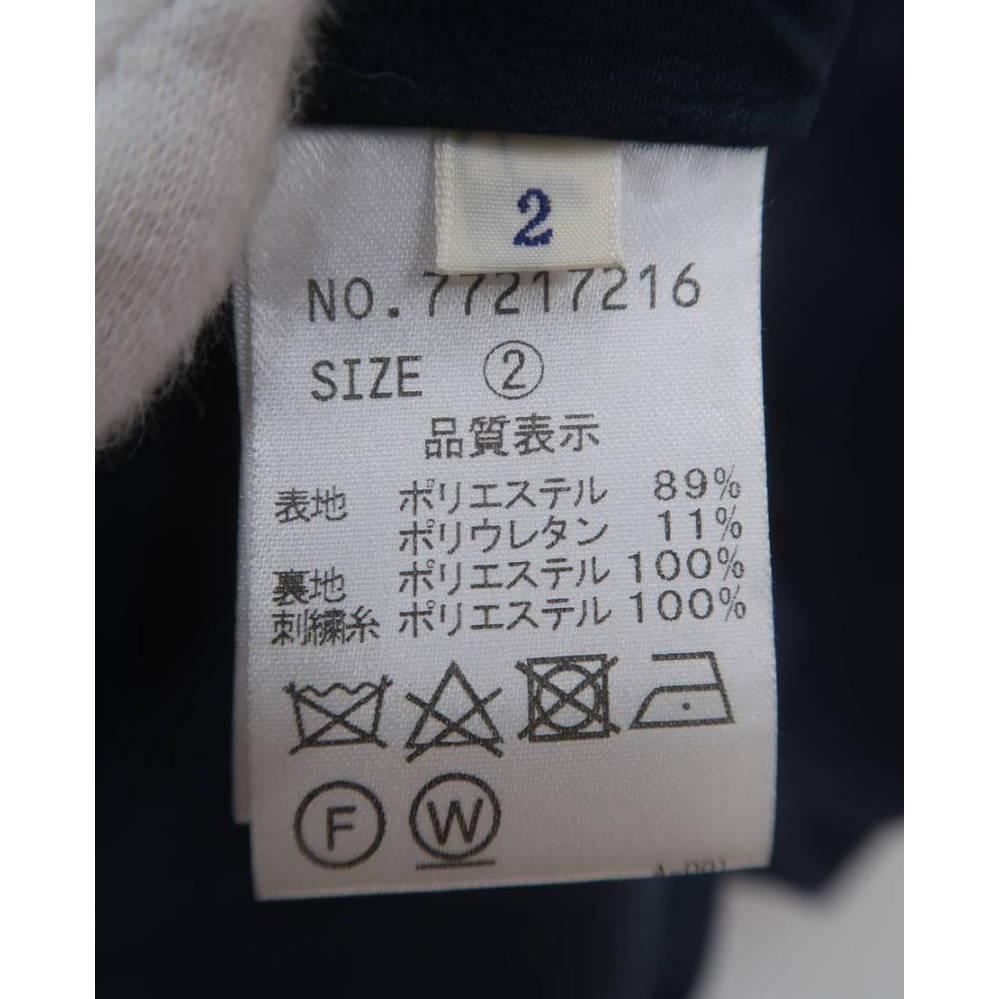 2
NO.77217216
SIZE ②
品質表示
表地 ポリエステル 89%
ポリウレタン 11%
裏地 ポリエステル 100%
刺繍糸 ポリエステル 100%
F W